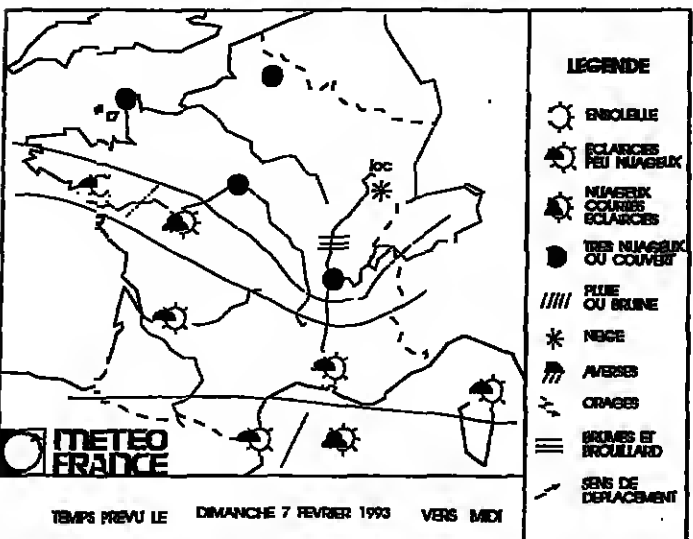 LEGENDE
ENSOLEILLE
ECLAIRCIES
PEU NUAGEUX
NUAGEUX
COURTES
ECLAIRCIES
TRES NUAGEUX
OU COUVERT
PLUIE
OU BRUINE
NEIGE
AVERSES
ORAGES
BRUMES ET
BROUILLARD
SENS DE
DEPLACEMENT
loc
METEO
FRANCE
TEMPS PREVU LE DIMANCHE 7 FEVRIER 1993 VERS MIDI